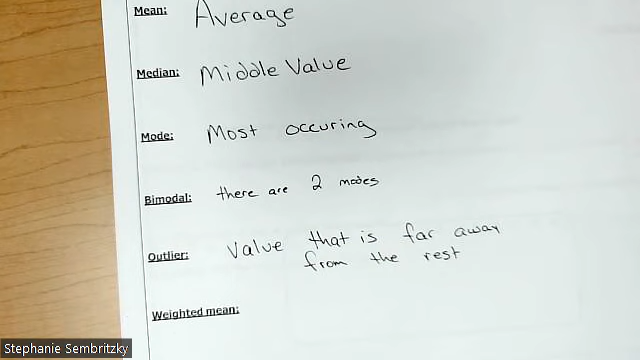 Mean: Average
Median: Middle Value
Mode: Most occuring
Bimodal: there are 2 modes
Outlier: Value that is far away
from the rest
Weighted mean:
Stephanie Sembritzky